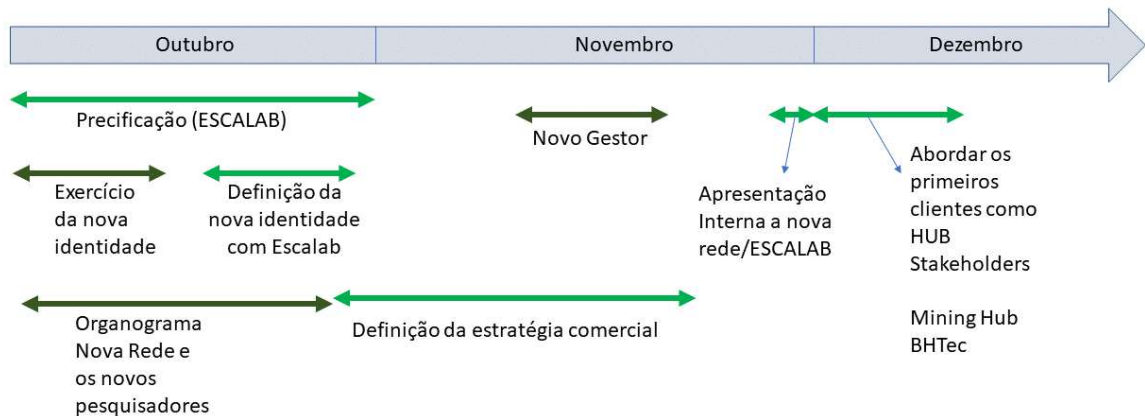 Outubro
Novembro
Dezembro
Precificação (ESCALAB)
Novo Gestor
Exercício
da nova
identidade
Definição da
nova identidade
com Escalab
Apresentação
Interna a nova
rede/ESCALAB
Abordar os
primeiros
clientes como
HUB
Stakeholders
Mining Hub
BHTec
Organograma
Nova Rede e
os novos
pesquisadores
Definição da estratégia comercial